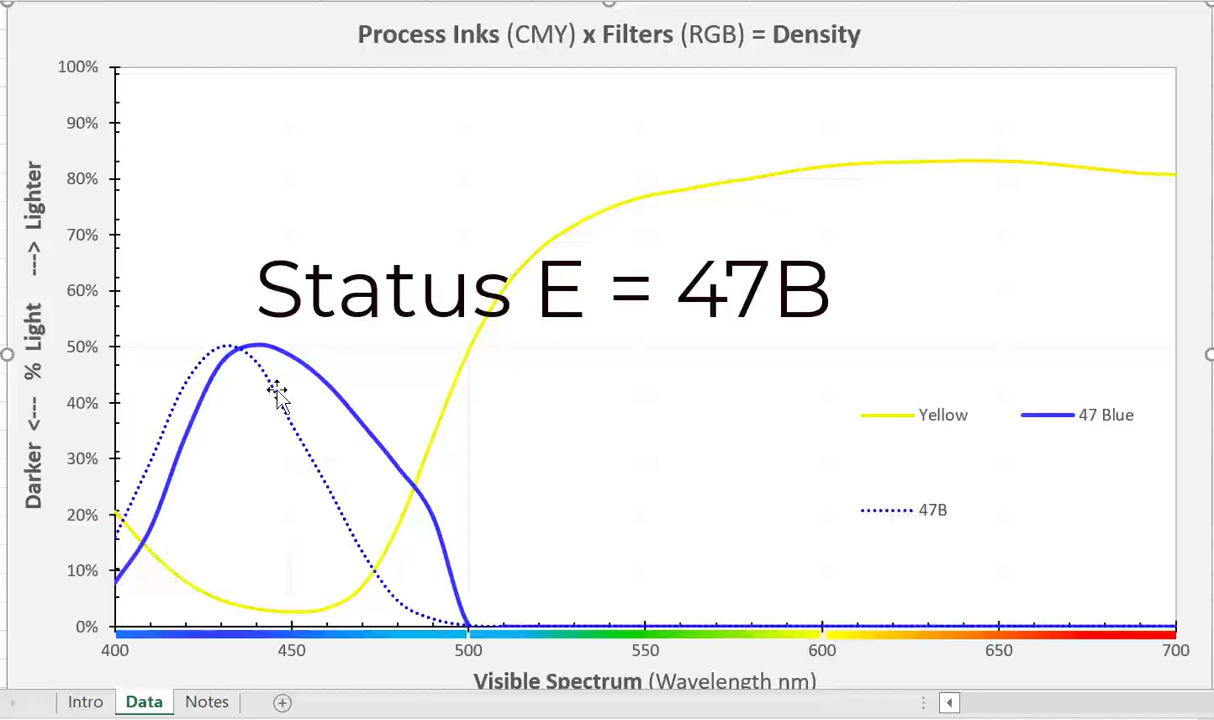 Process Inks (CMY) x Filters (RGB) = Density
100%
90%
80%
70%
60%
50%
40%
30%
20%
10%
0%
Darker <--- % Light ---> Lighter
Status E = 47B
Yellow
47 Blue
47B
400
450
500
550
600
650
700
Visible Spectrum (Wavelength nm)
Intro
Data
Notes